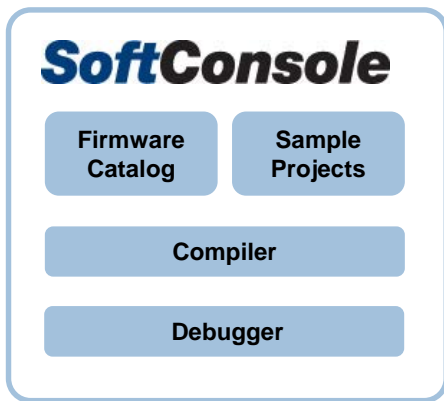 SoftConsole
Firmware
Catalog
Sample
Projects
Compiler
Debugger